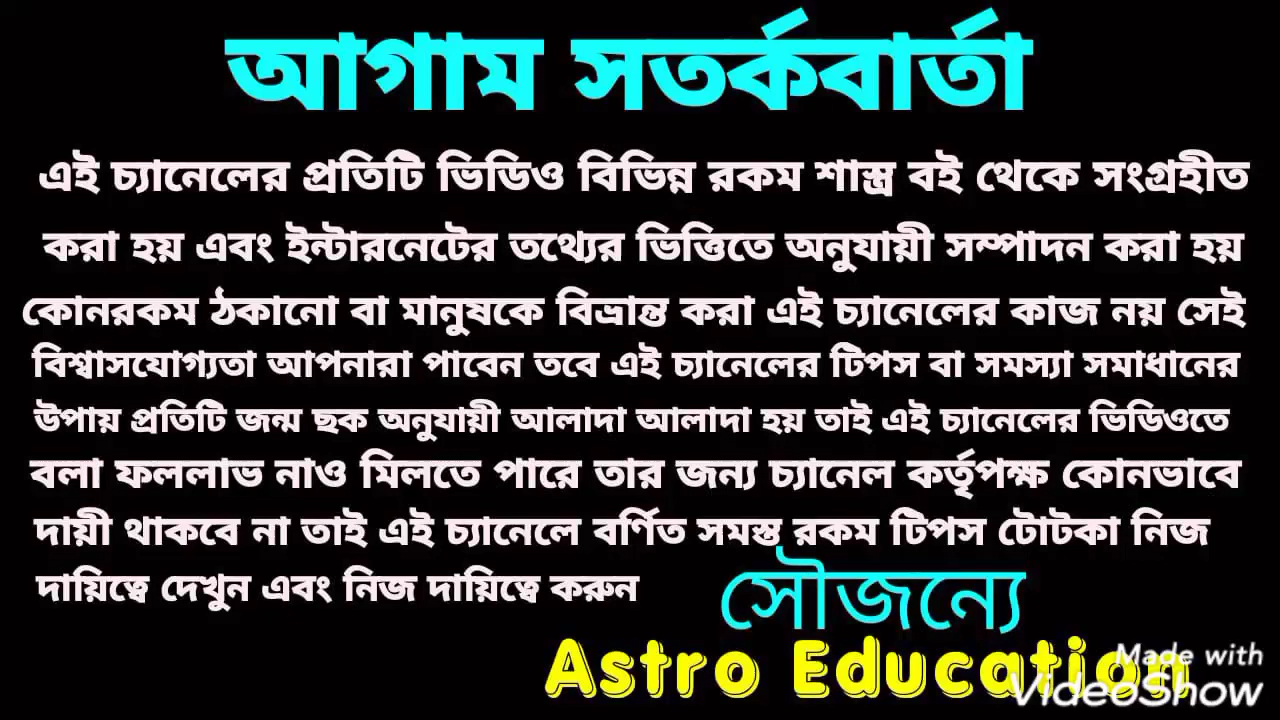 আগাম সতর্কবার্তা
এই চ্যানেলের প্রতিটি ভিডিও বিভিন্ন রকম শাস্ত্র বই থেকে সংগ্রহীত
করা হয় এবং ইন্টারনেটের তথ্যের ভিত্তিতে অনুযায়ী সম্পাদন করা হয়
কোনরকম ঠকানো বা মানুষকে বিভ্রান্ত করা এই চ্যানেলের কাজ নয় সেই
বিশ্বাসযোগ্যতা আপনারা পাবেন তবে এই চ্যানেলের টিপস বা সমস্যা সমাধানের
উপায় প্রতিটি জন্ম ছক অনুযায়ী আলাদা আলাদা হয় তাই এই চ্যানেলের ভিডিওতে
বলা ফললাভ নাও মিলতে পারে তার জন্য চ্যানেল কর্তৃপক্ষ কোনভাবে
দায়ী থাকবে না তাই এই চ্যানেলে বর্ণিত সমস্ত রকম টিপস টোটকা নিজ
দায়িত্বে দেখুন এবং নিজ দায়িত্বে করুন
সৌজন্যে
Astro Education
Made with
VideoShow